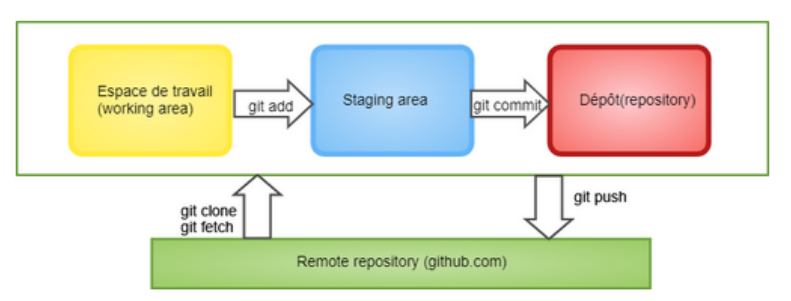 Espace de travail
(working area)
git add
Staging area
git commit
Dépôt(repository)
git clone
git fetch
git push
Remote repository (github.com)